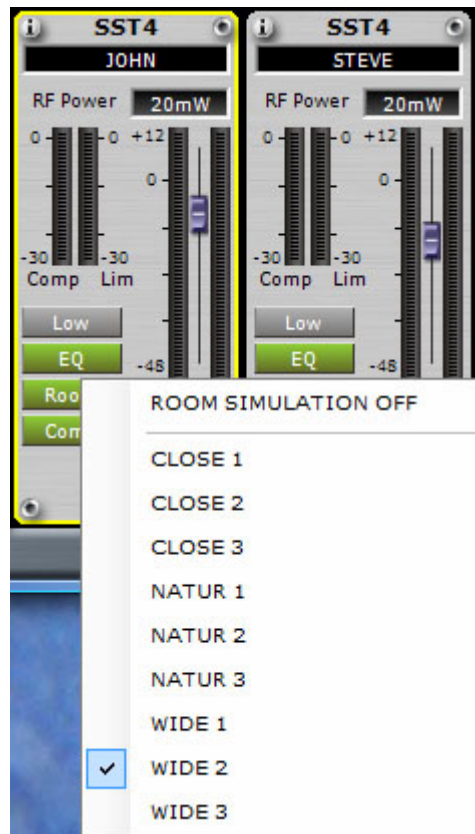 i SST4
JOHN
RF Power 20mW
0 0 +12
0
-30 -30
Comp Lim
Low
EQ
-48
Roo
Com
i SST4
STEVE
RF Power 20mW
0 0 +12
0
-30 -30
Comp Lim
Low
EQ
-48
ROOM SIMULATION OFF
CLOSE 1
CLOSE 2
CLOSE 3
NATUR 1
NATUR 2
NATUR 3
WIDE 1
WIDE 2
WIDE 3